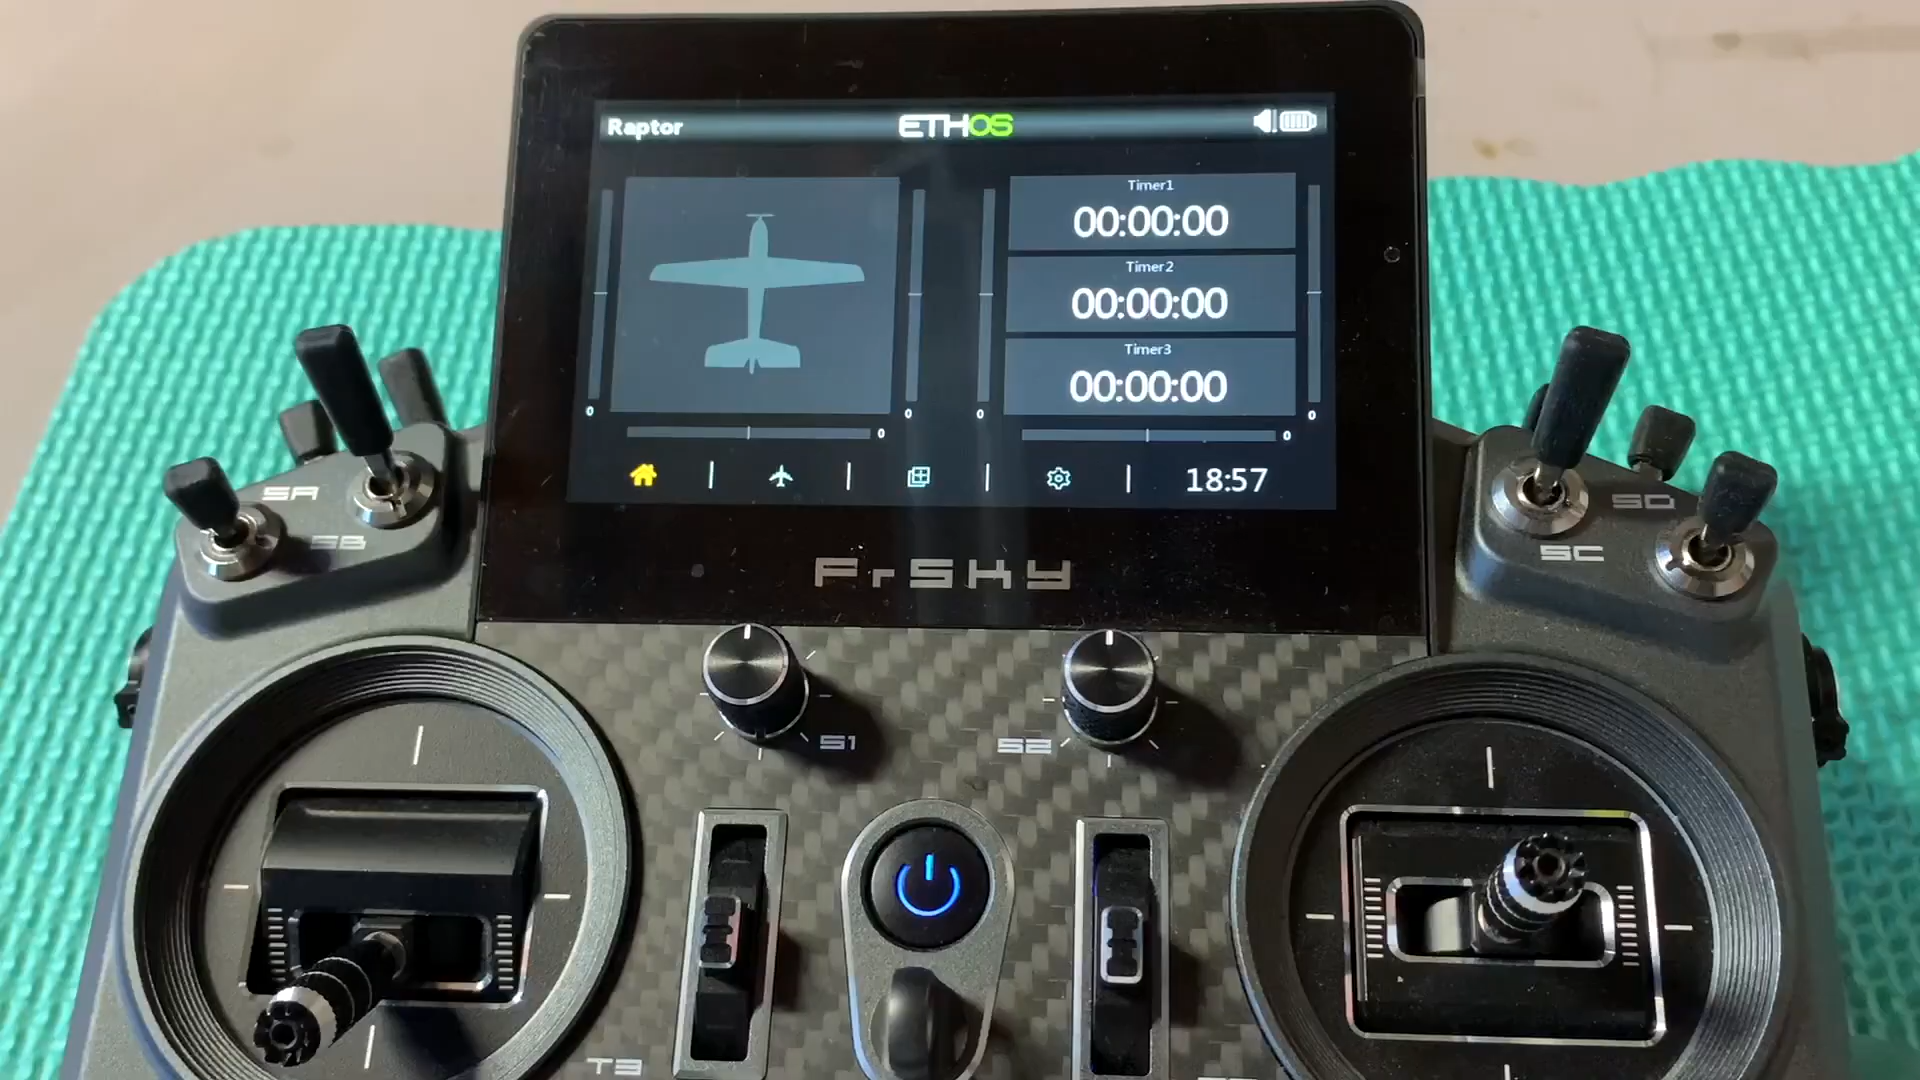 Raptor
ETHOS
Timer1
00:00:00
Timer2
00:00:00
Timer3
00:00:00
0
0
0
0
0
0
18:57
FrSKY
SA
SB
SD
SC
S1
S2
T3